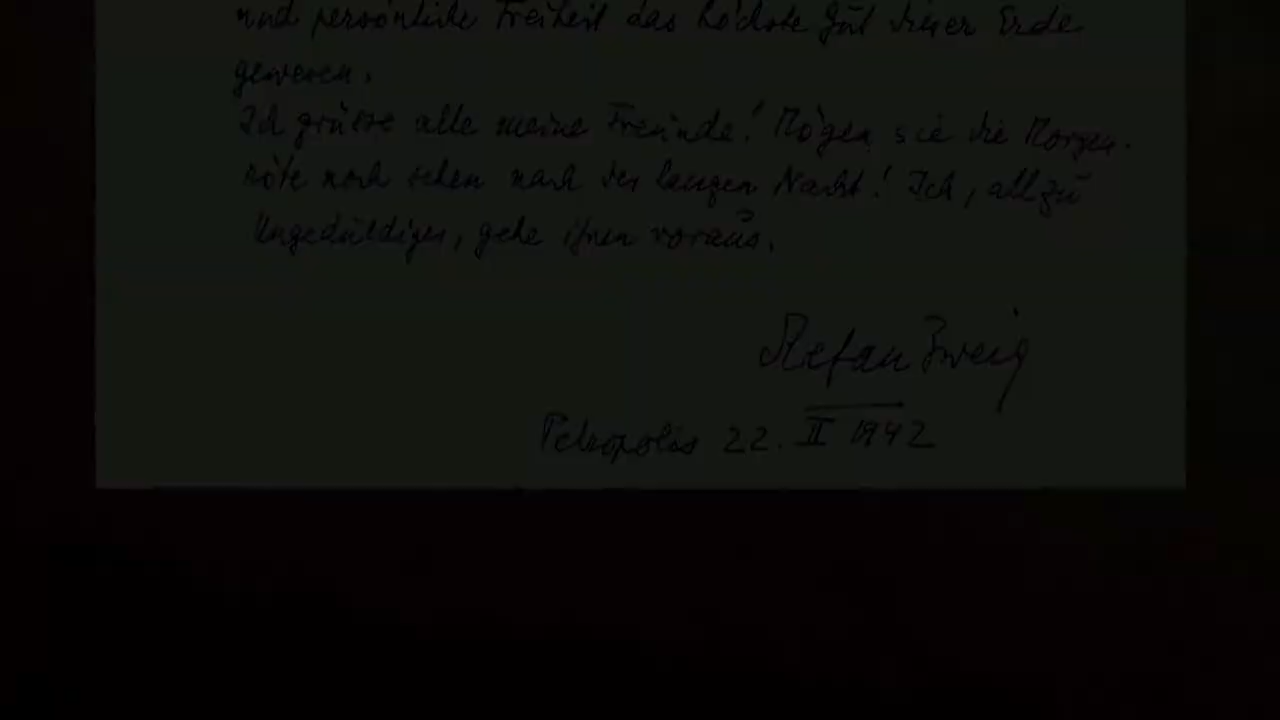 und persönliche Freiheit das höchste Gut dieser Erde
gewesen.
Ich grüsse alle meine Freunde! Mögen sie die Morgen-
röte noch sehen nach der langen Nacht! Ich, allzu
Ungeduldiger, gehe ihnen voraus.
Stefan Zweig
Petropolis 22. II 1942